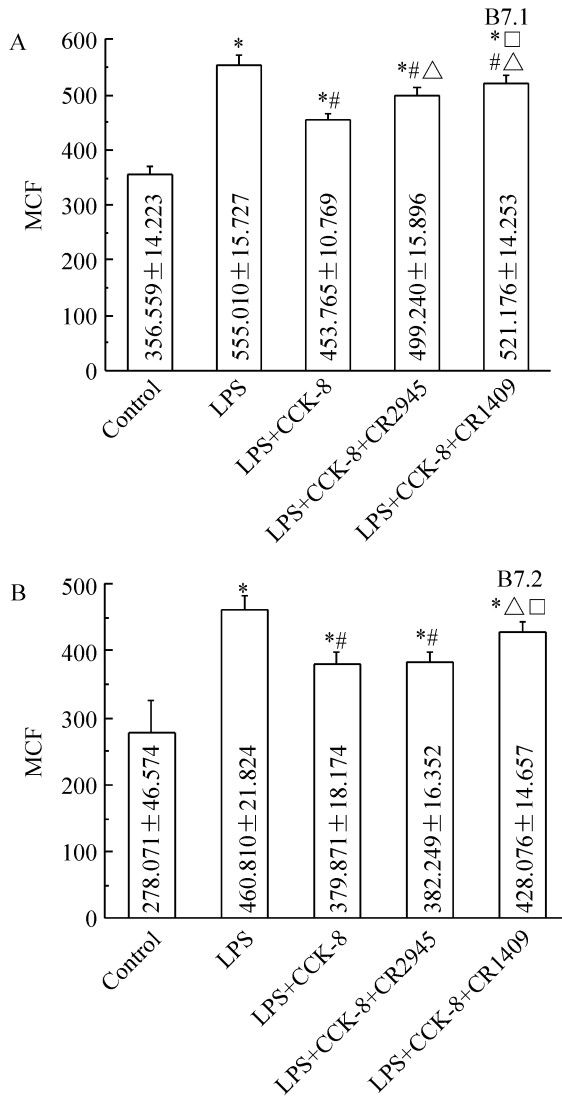 A
B7.1
* □
* # *# *#△ #△
600
500
400
300
200
100
0
MCF
356.559±14.223
555.010±15.727
453.765±10.769
499.240±15.896
521.176±14.253
Control
LPS
LPS+CCK-8
LPS+CCK-8+CR2945
LPS+CCK-8+CR1409
B
B7.2
*
*#
*#
*△□
500
400
300
200
100
0
MCF
278.071±46.574
460.810±21.824
379.871±18.174
382.249±16.352
428.076±14.657
Control
LPS
LPS+CCK-8
LPS+CCK-8+CR2945
LPS+CCK-8+CR1409